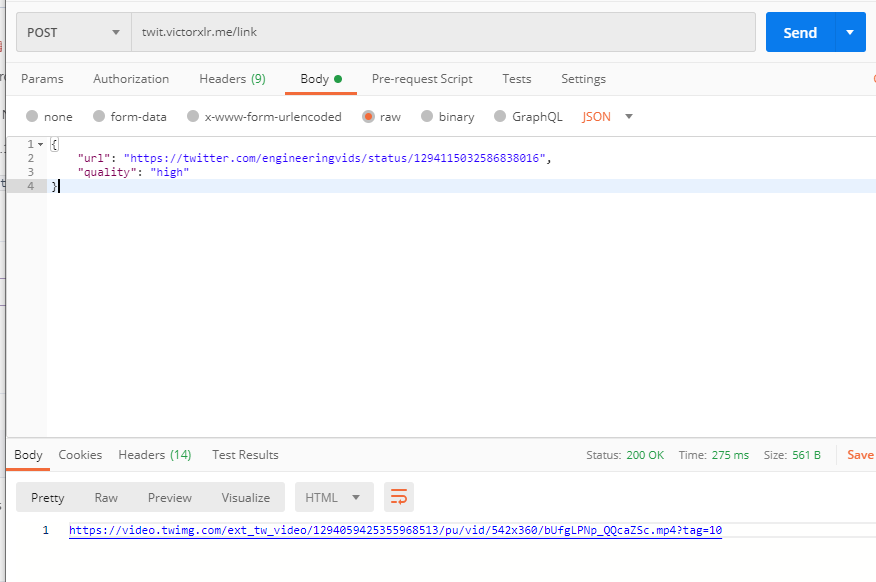 POST twit.victorxlr.me/link Send
Params Authorization Headers (9) Body Pre-request Script Tests Settings
none form-data x-www-form-urlencoded raw binary GraphQL JSON
1 {
2 "url": "https://twitter.com/engineeringvids/status/1294115032586838016",
3 "quality": "high"
4 }
Body Cookies Headers (14) Test Results Status: 200 OK Time: 275 ms Size: 561 B Save
Pretty Raw Preview Visualize HTML
1 https://video.twimg.com/ext_tw_video/1294059425355968513/pu/vid/542x360/bUfgLPNp_QQcaZSc.mp4?tag=10